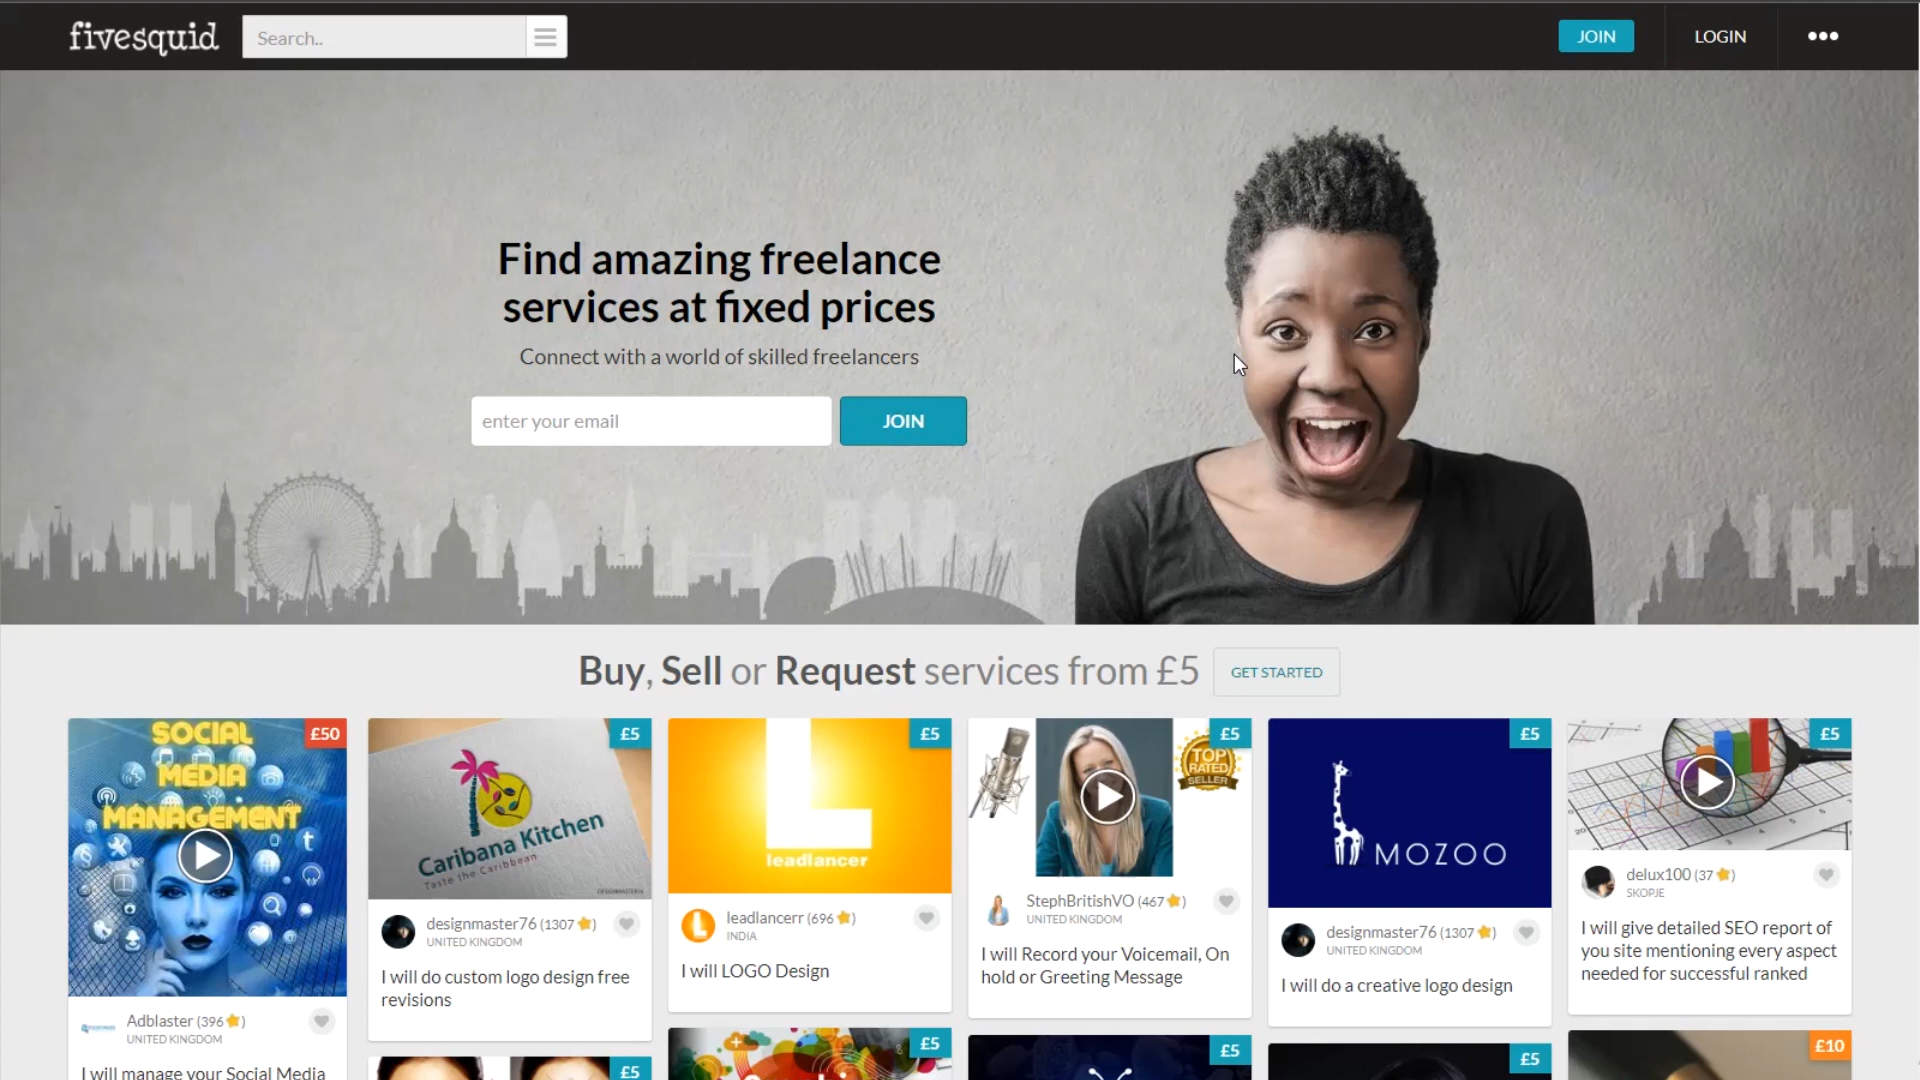 fivesquid
Search..
JOIN
LOGIN
Find amazing freelance
services at fixed prices
Connect with a world of skilled freelancers
enter your email
JOIN
Buy, Sell or Request services from £5
GET STARTED
SOCIAL
MEDIA
MANAGEMENT
£50
Adblaster (396)
UNITED KINGDOM
I will manage your Social Media
£5
Caribana Kitchen
Taste the Caribbean
designmaster76 (1307)
UNITED KINGDOM
I will do custom logo design free
revisions
£5
£5
leadlancer
leadlancerr (696)
INDIA
I will LOGO Design
£5
£5
TOP
RATED
SELLER
StephBritishVO (467)
UNITED KINGDOM
I will Record your Voicemail, On
hold or Greeting Message
£5
£5
MOZOO
designmaster76 (1307)
UNITED KINGDOM
I will do a creative logo design
£5
£5
delux100 (37)
SKOPJE
I will give detailed SEO report of
you site mentioning every aspect
needed for successful ranked
£10